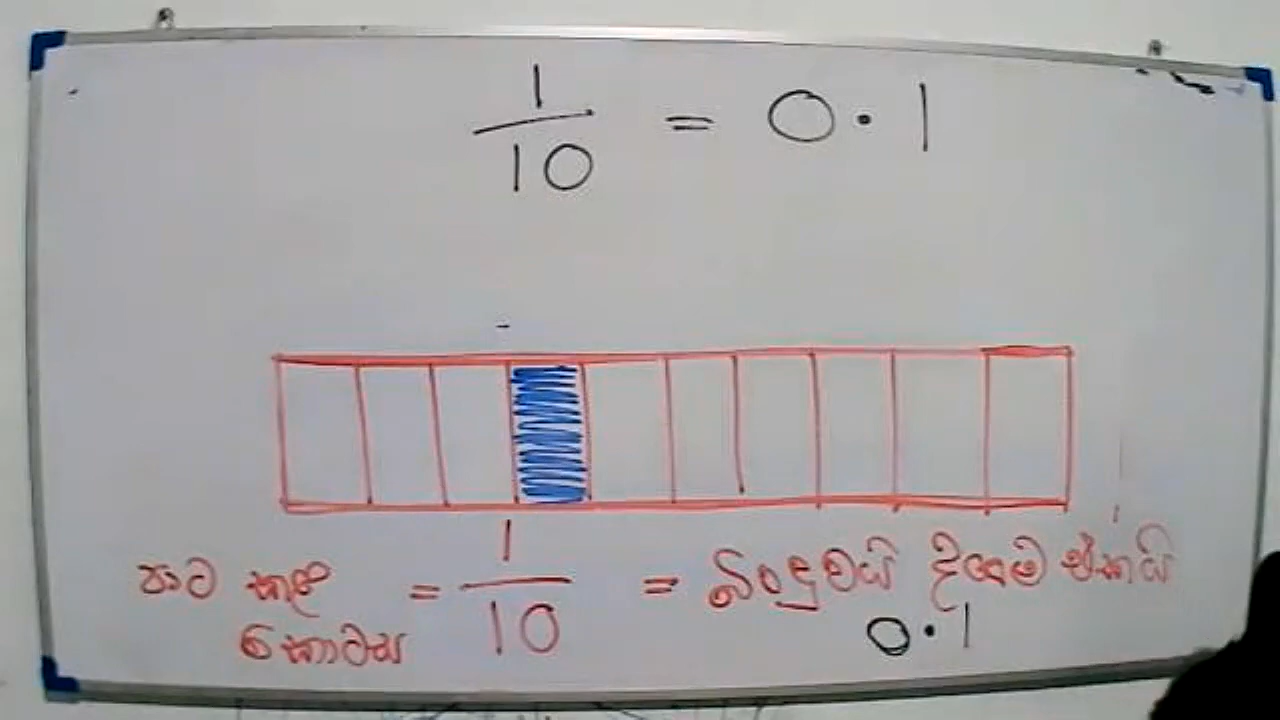 1/10 = 0.1
පාට කළ කොටස = 1/10 = බිංදුවයි දශම එකයි
0.1